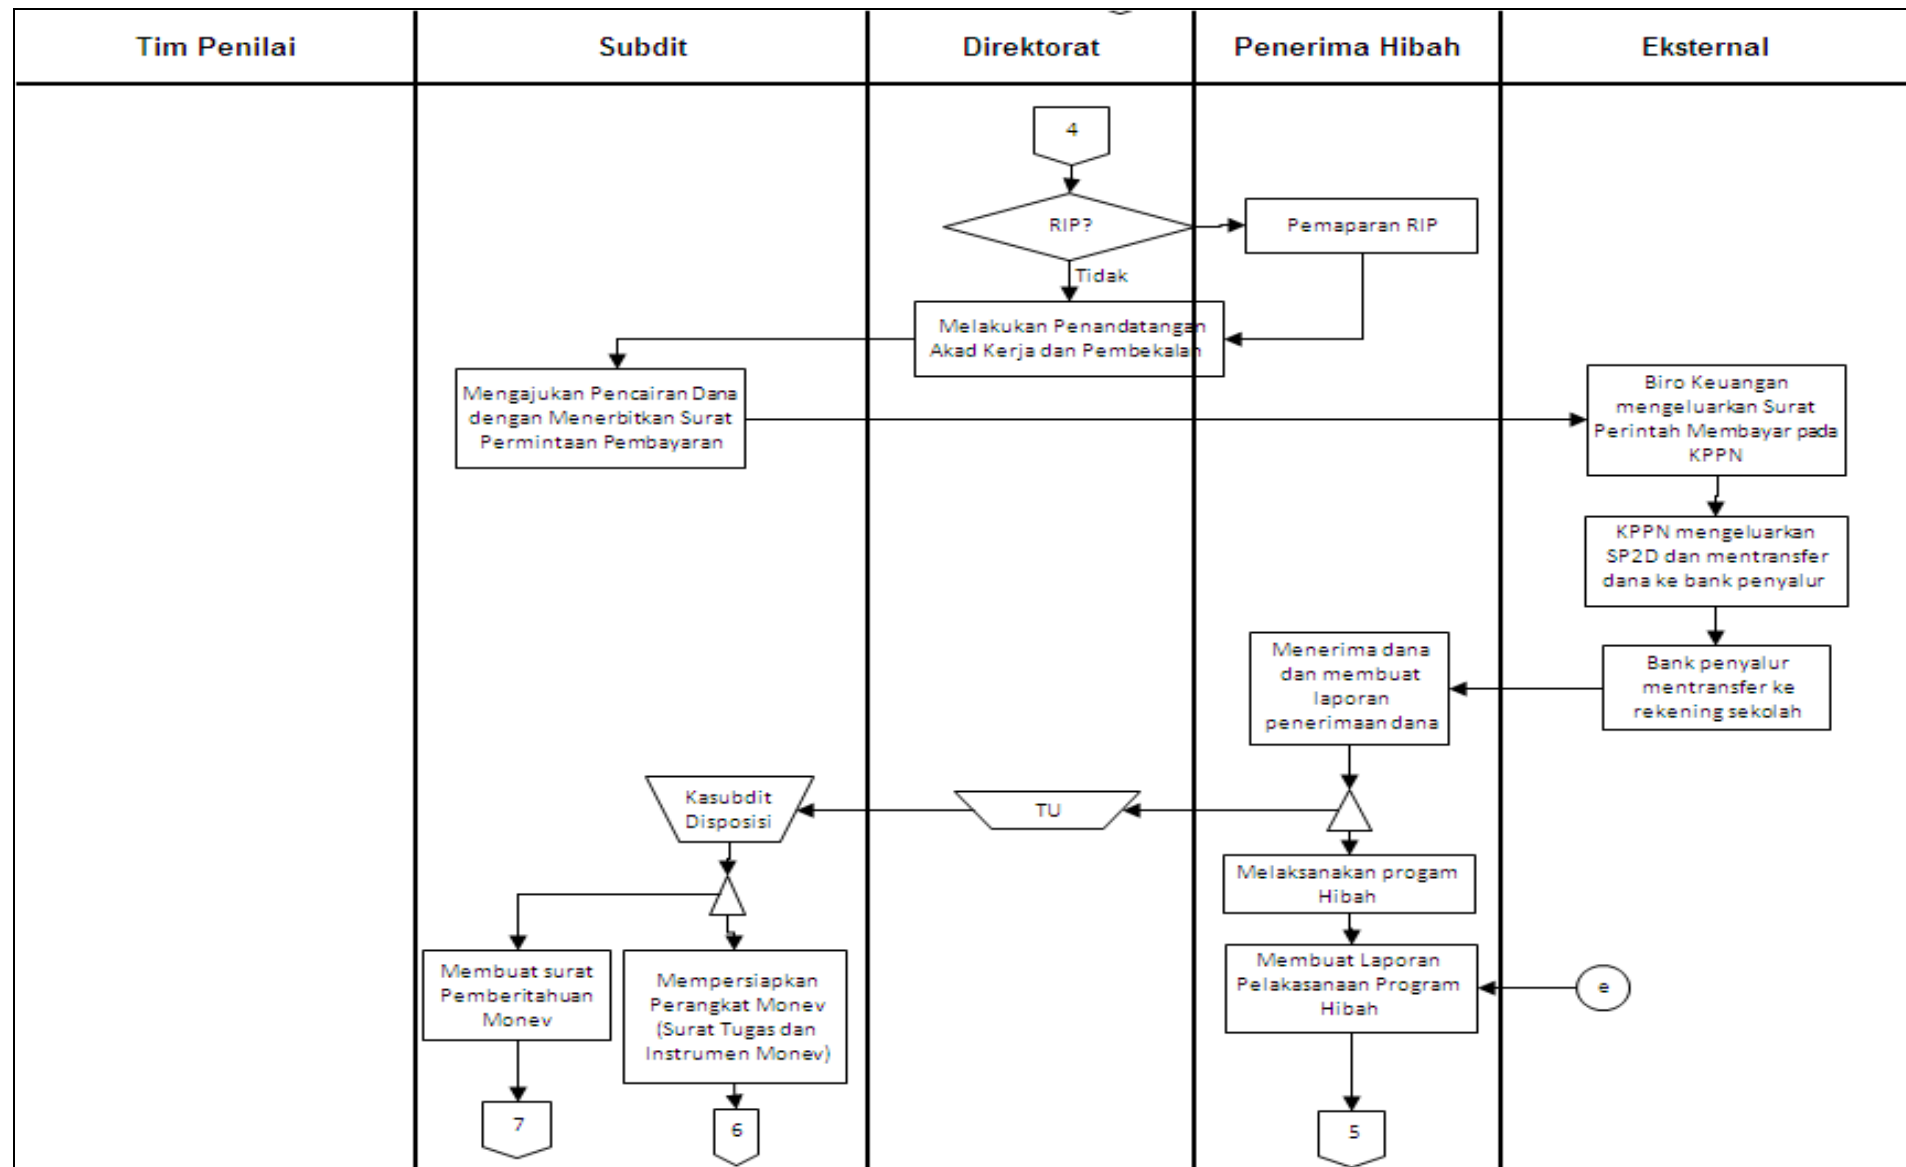 Tim Penilai
Subdit
Direktorat
Penerima Hibah
Eksternal
4
RIP?
Pemaparan RIP
Tidak
Melakukan Penandatangan
Akad Kerja dan Pembekalan
Mengajukan Pencairan Dana
dengan Menerbitkan Surat
Permintaan Pembayaran
Biro Keuangan
mengeluarkan Surat
Perintah Membayar pada
KPPN
KPPN mengeluarkan
SP2D dan mentransfer
dana ke bank penyalur
Bank penyalur
mentransfer ke
rekening sekolah
Menerima dana
dan membuat
laporan
penerimaan dana
TU
Kasubdit
Disposisi
Melaksanakan progam
Hibah
Membuat surat
Pemberitahuan
Monev
Mempersiapkan
Perangkat Monev
(Surat Tugas dan
Instrumen Monev)
Membuat Laporan
Pelakasanaan Program
Hibah
e
7
6
5